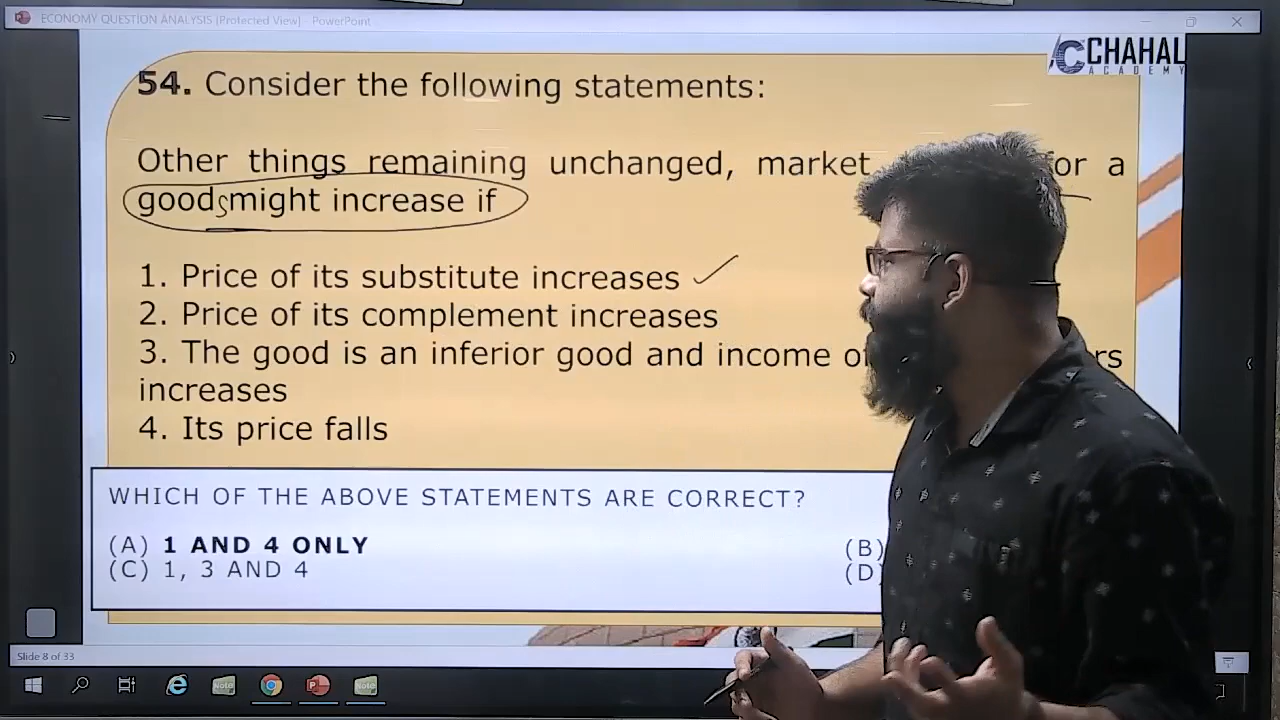 ECONOMY QUESTION ANALYSIS [Protected View] - PowerPoint
CHAHAL
ACADEMY
54. Consider the following statements:
Other things remaining unchanged, market for a
goods might increase if
1. Price of its substitute increases
2. Price of its complement increases
3. The good is an inferior good and income
increases
4. Its price falls
WHICH OF THE ABOVE STATEMENTS ARE CORRECT?
(A) 1 AND 4 ONLY
(B)
(C) 1, 3 AND 4
(D)
Slide 8 of 33
Note
Note